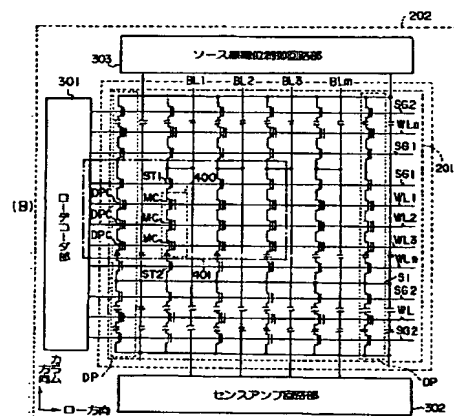 202
ソース線電位制御回路部
303
BL1 BL2 BL3 BLm
301
SG2
WLn
SG1
201
ST1 400 SG1
(B)
ローデコーダ部
DPC MC WL1
DPC MC WL2
DPC MC WL3
WLn
ST2 401 S1
SG2
WL
SG2
カラム方向
DP
ロー方向
DP
センスアンプ回路部
302